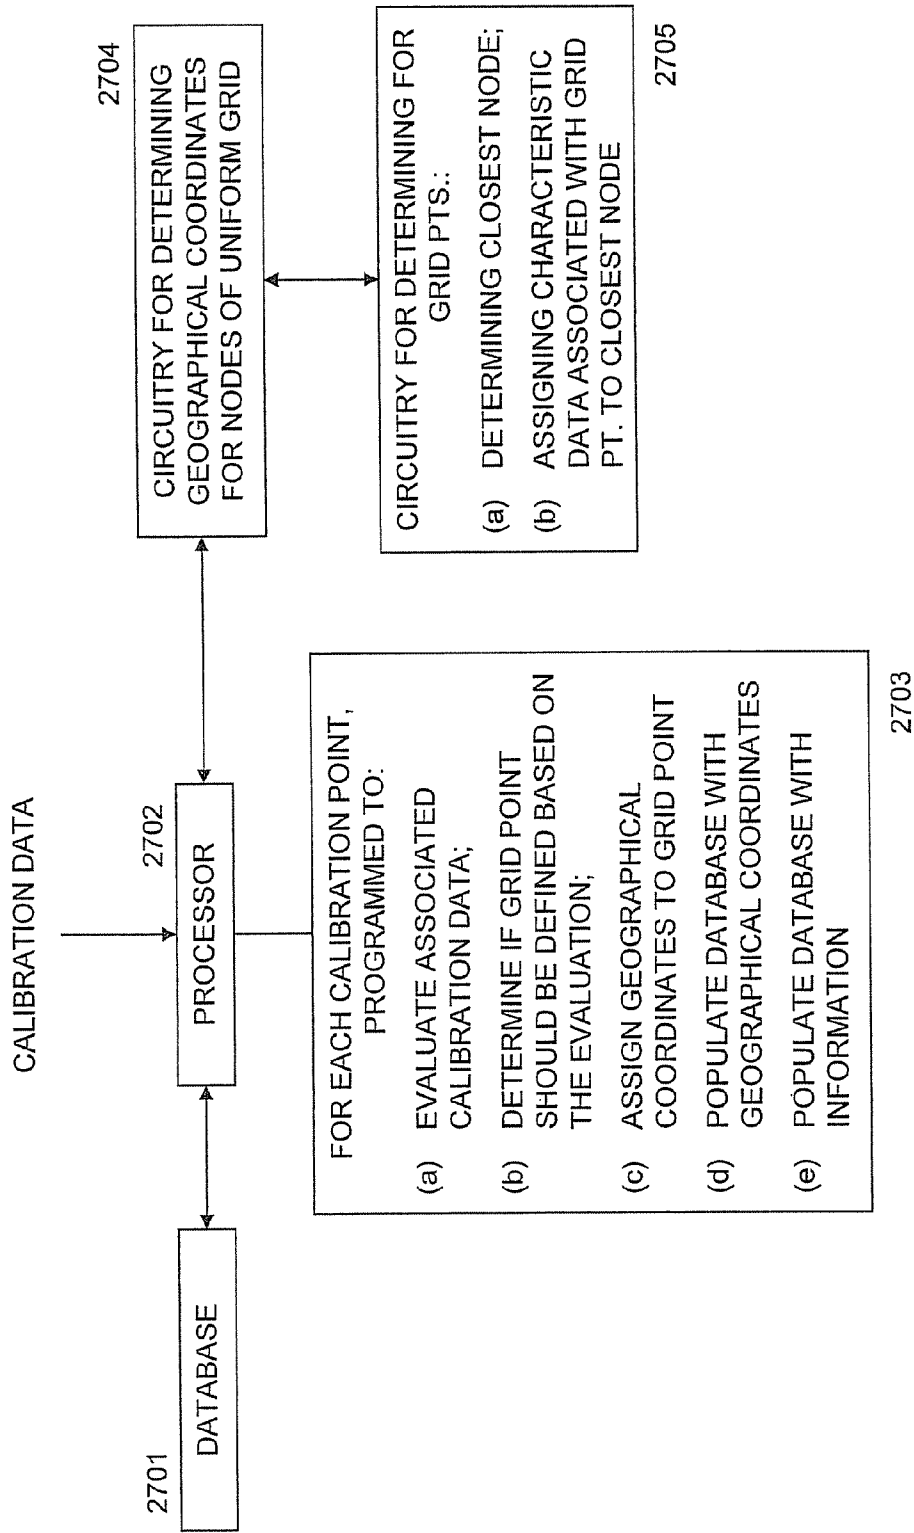 CALIBRATION DATA
2701
DATABASE
2702
PROCESSOR
2704
CIRCUITRY FOR DETERMINING
GEOGRAPHICAL COORDINATES
FOR NODES OF UNIFORM GRID
FOR EACH CALIBRATION POINT,
PROGRAMMED TO:
(a) EVALUATE ASSOCIATED
CALIBRATION DATA;
(b) DETERMINE IF GRID POINT
SHOULD BE DEFINED BASED ON
THE EVALUATION;
(c) ASSIGN GEOGRAPHICAL
COORDINATES TO GRID POINT
(d) POPULATE DATABASE WITH
GEOGRAPHICAL COORDINATES
(e) POPULATE DATABASE WITH
INFORMATION
2703
CIRCUITRY FOR DETERMINING FOR
GRID PTS.:
(a) DETERMINING CLOSEST NODE;
(b) ASSIGNING CHARACTERISTIC
DATA ASSOCIATED WITH GRID
PT. TO CLOSEST NODE
2705